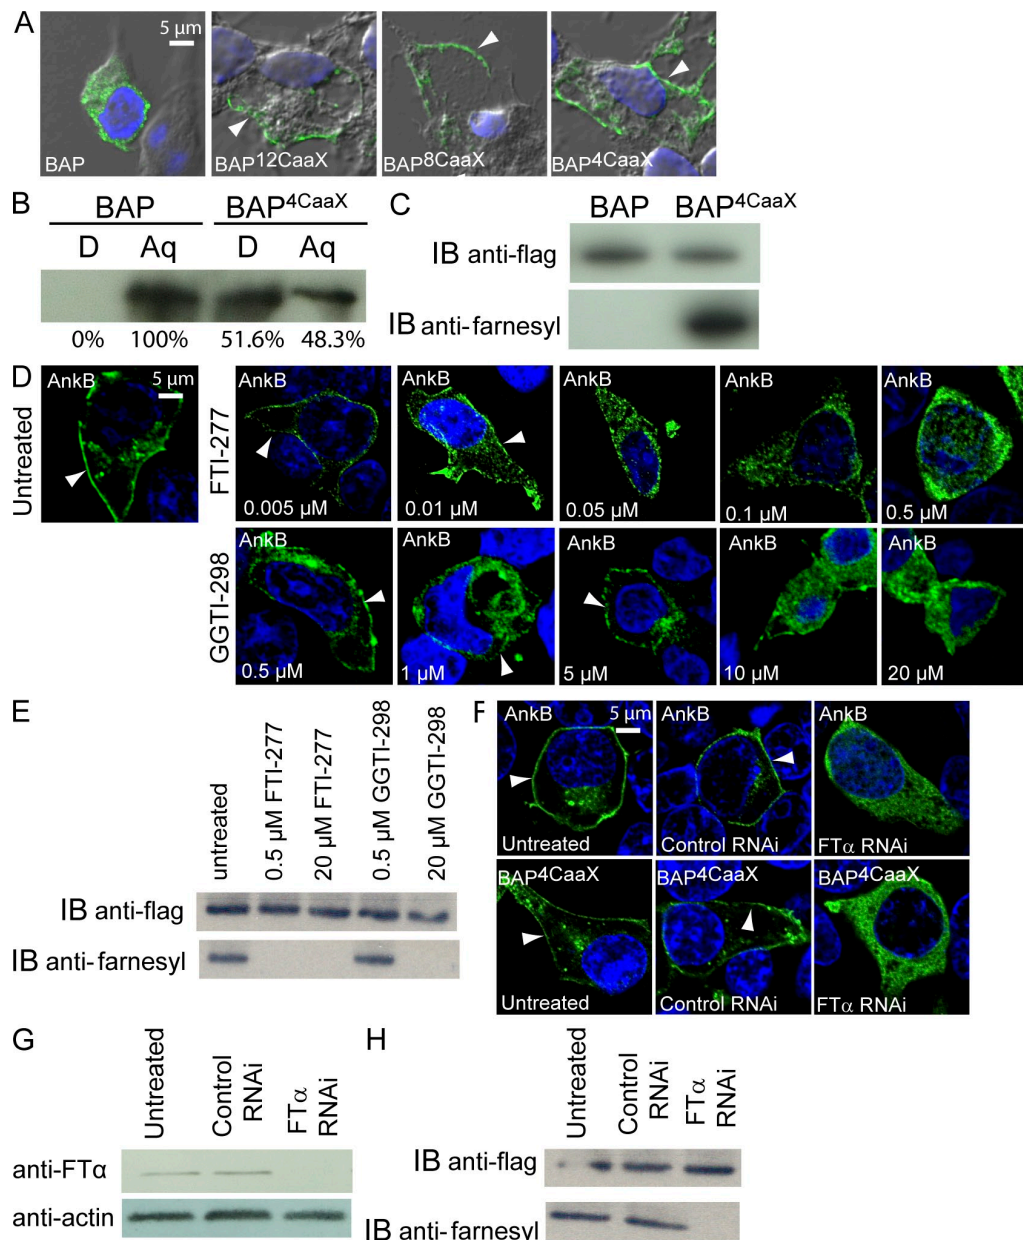 A
5 µm
BAP
BAP12CaaX
BAP8CaaX
BAP4CaaX
B
BAP BAP4CaaX
D Aq D Aq
0% 100% 51.6% 48.3%
C
BAP BAP4CaaX
IB anti-flag
IB anti-farnesyl
D
Untreated
AnkB 5 µm
FTI-277
AnkB AnkB AnkB AnkB AnkB
0.005 µM 0.01 µM 0.05 µM 0.1 µM 0.5 µM
GGTI-298
AnkB AnkB AnkB AnkB AnkB
0.5 µM 1 µM 5 µM 10 µM 20 µM
E
untreated
0.5 µM FTI-277
20 µM FTI-277
0.5 µM GGTI-298
20 µM GGTI-298
IB anti-flag
IB anti-farnesyl
F
AnkB 5 µm AnkB AnkB
Untreated Control RNAi FTα RNAi
BAP4CaaX BAP4CaaX BAP4CaaX
Untreated Control RNAi FTα RNAi
G
Untreated
Control RNAi
FTα RNAi
anti-FTα
anti-actin
H
Untreated
Control RNAi
FTα RNAi
IB anti-flag
IB anti-farnesyl